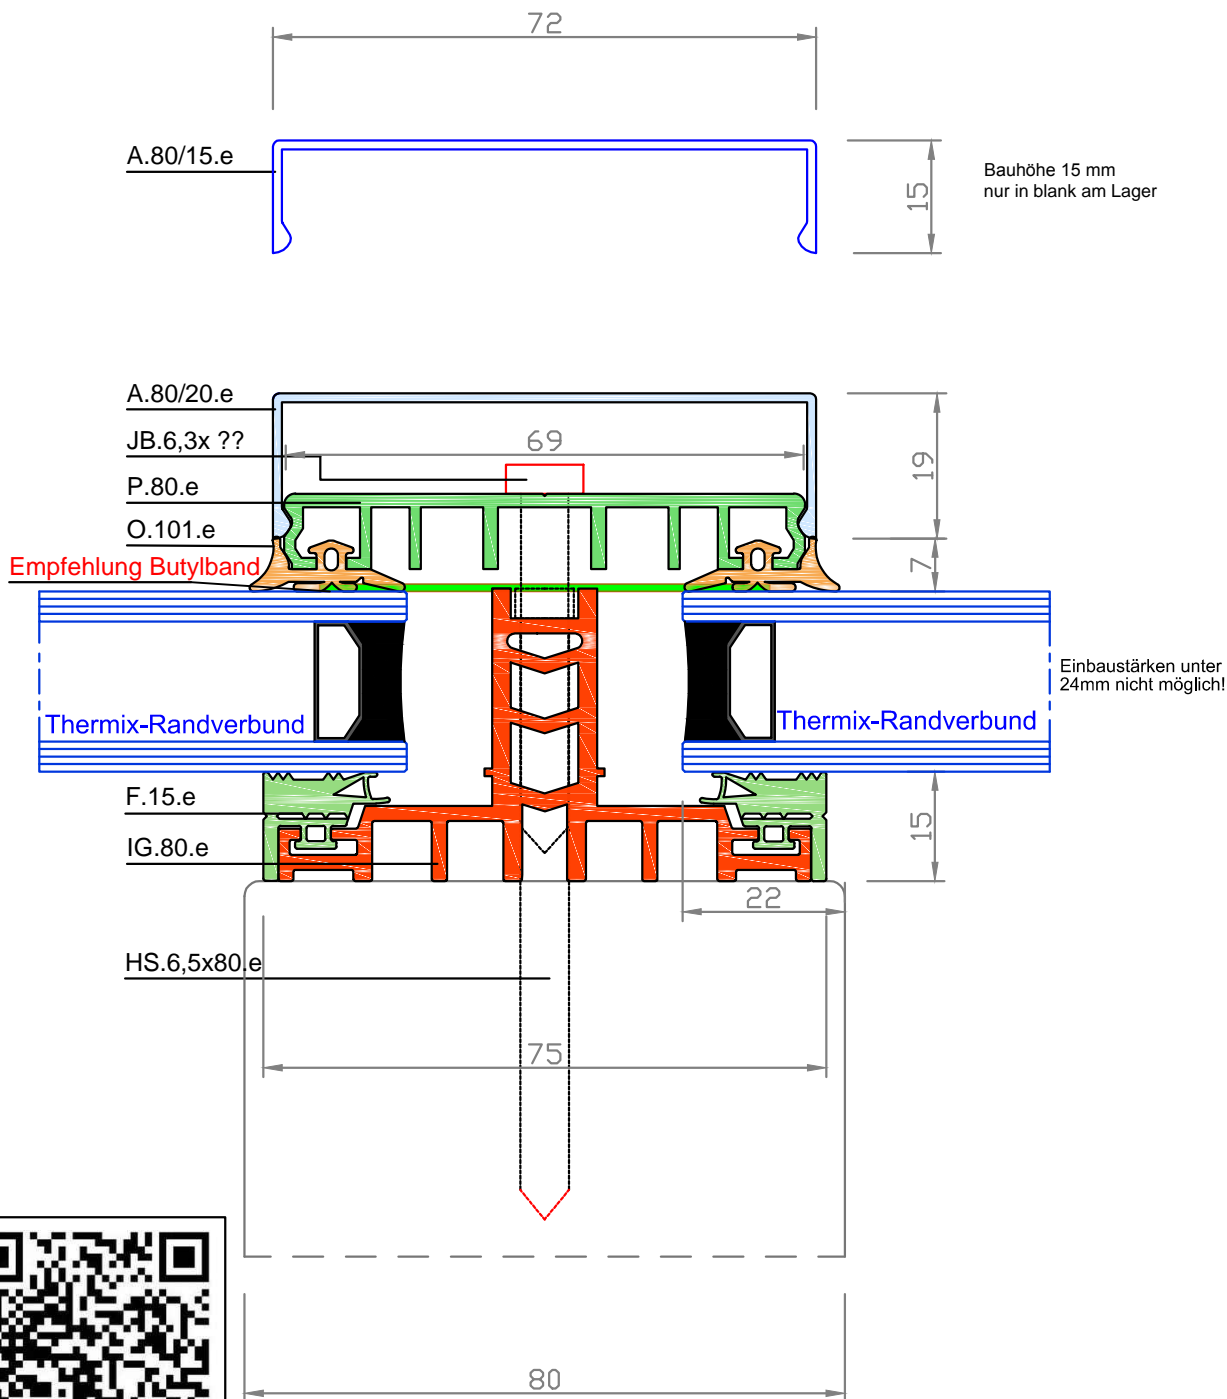 72
A.80/15.e
15
Bauhöhe 15 mm
nur in blank am Lager
A.80/20.e
JB.6,3x ??
69
19
P.80.e
O.101.e
Empfehlung Butylband
7
Einbaustärken unter
24mm nicht möglich!
Thermix-Randverbund
Thermix-Randverbund
F.15.e
15
IG.80.e
22
HS.6,5x80.e
75
80